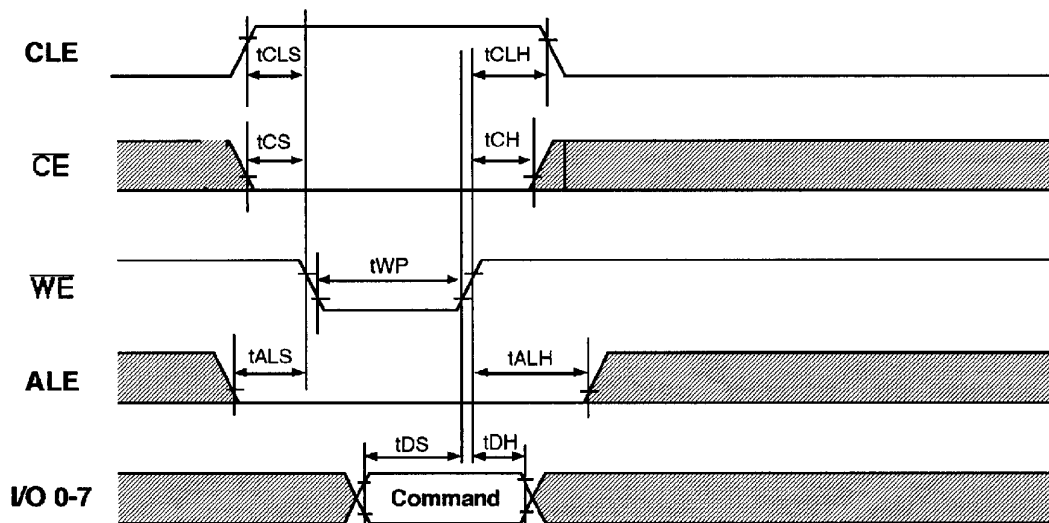 CLE
tCLS
tCLH
CE
tCS
tCH
WE
tWP
ALE
tALS
tALH
I/O 0-7
tDS
tDH
Command